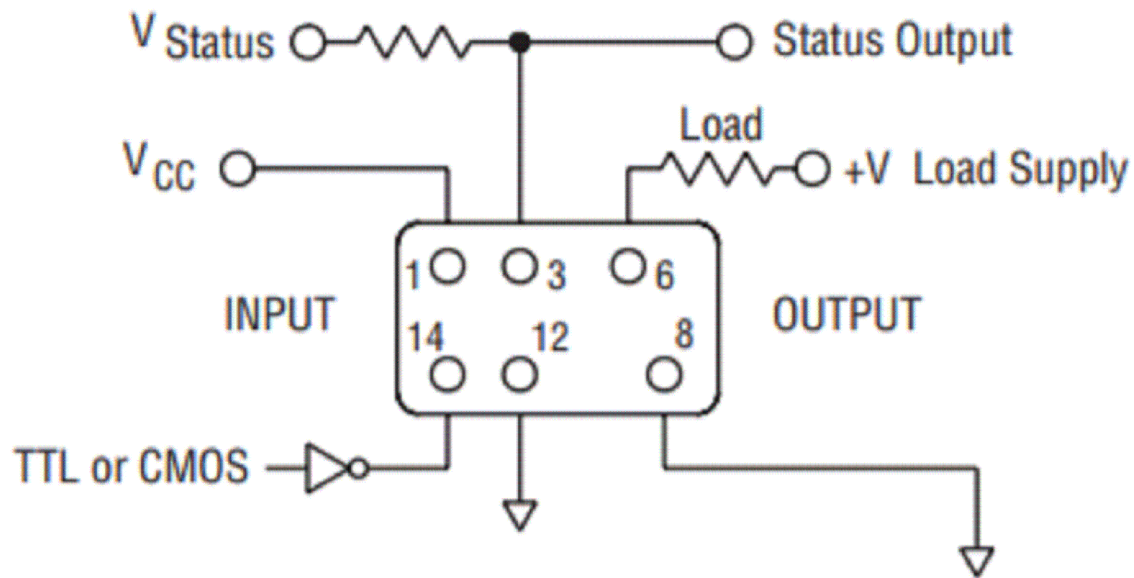 V Status
Status Output
Load
V CC
+V Load Supply
1
3
6
INPUT
OUTPUT
14
12
8
TTL or CMOS